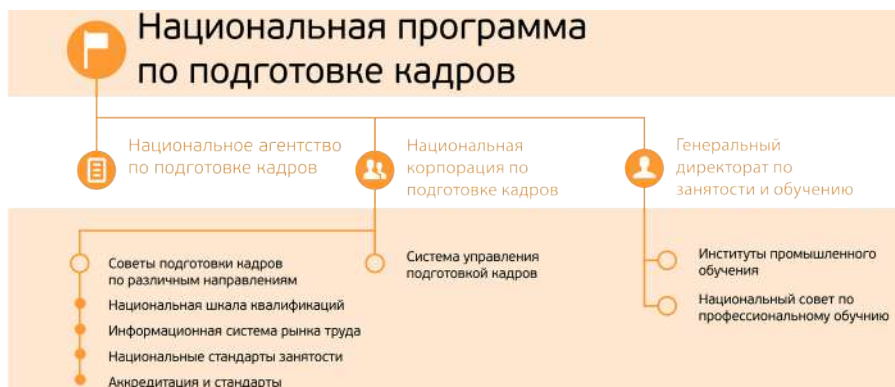 Национальная программа
по подготовке кадров
Национальное агентство
по подготовке кадров
Национальная
корпорация по
подготовке кадров
Генеральный
директорат по
занятости и обучению
Советы подготовки кадров
по различным направлениям
Национальная шкала квалификаций
Информационная система рынка труда
Национальные стандарты занятости
Аккредитация и стандарты
Система управления
подготовкой кадров
Институты промышленного
обучения
Национальный совет по
профессиональному обучнию